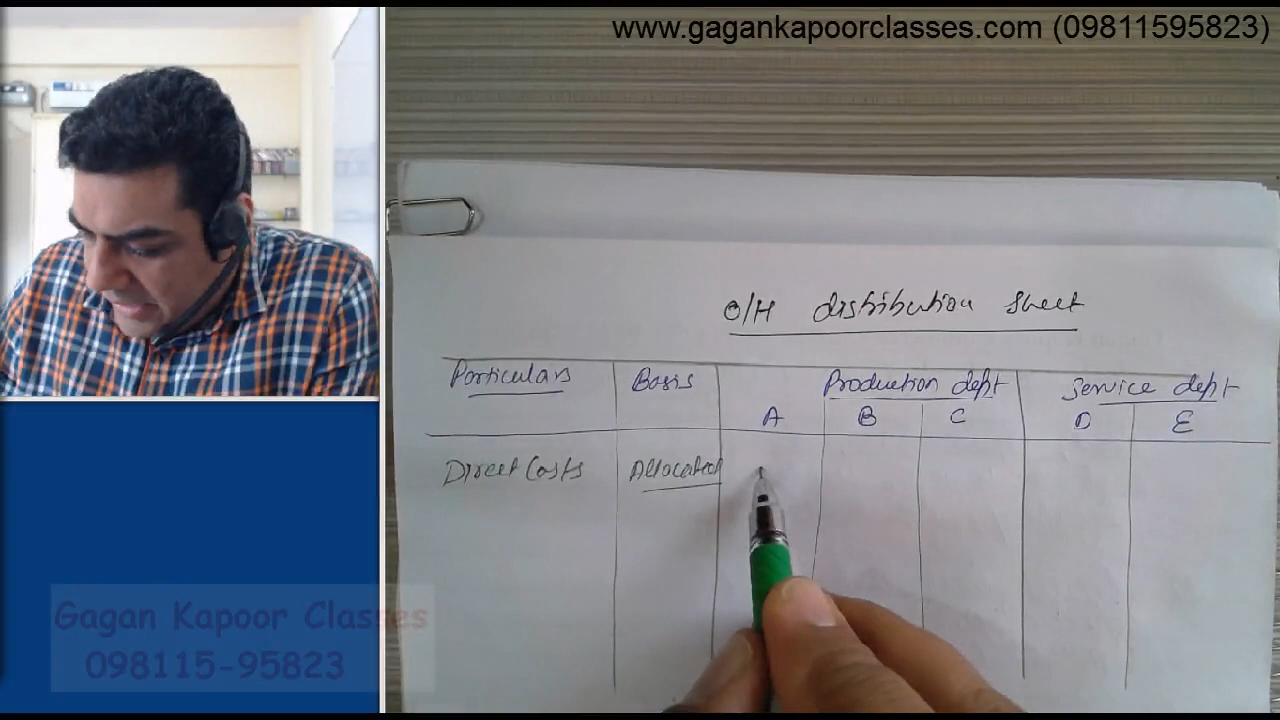 www.gagankapoorclasses.com (09811595823)
O/H distribution sheet
Particulars Basis Production dept Service dept
A B C D E
Direct Costs Allocated
Gagan Kapoor Classes
098115-95823